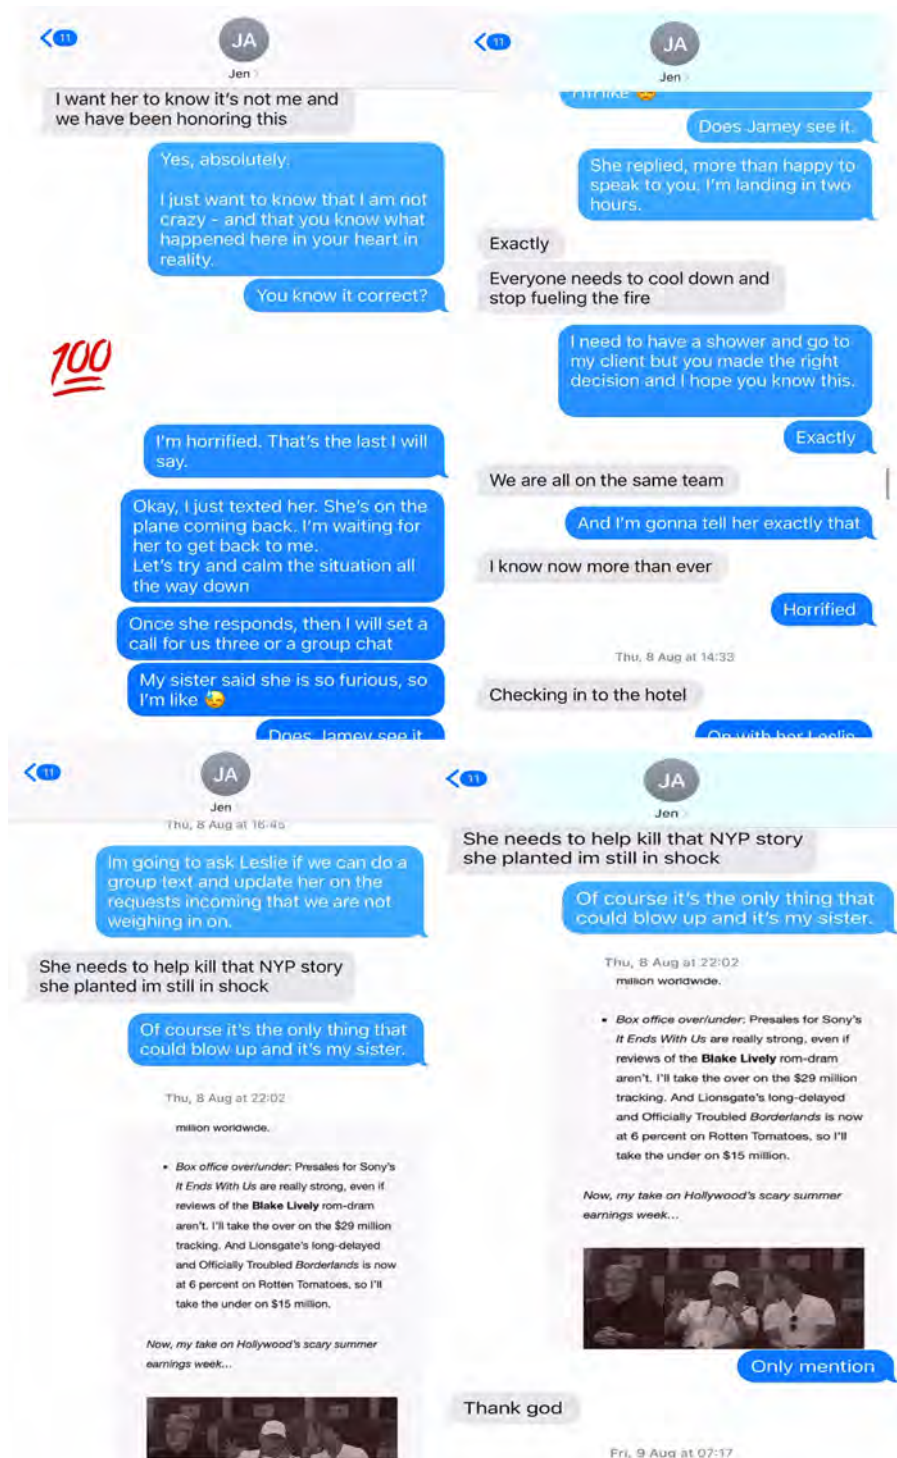 11
JA
Jen
I want her to know it's not me and
we have been honoring this
Yes, absolutely.
I just want to know that I am not
crazy - and that you know what
happened here in your heart in
reality.
You know it correct?
100
I'm horrified. That's the last I will
say.
Okay, I just texted her. She's on the
plane coming back. I'm waiting for
her to get back to me.
Let's try and calm the situation all
the way down
Once she responds, then I will set a
call for us three or a group chat
My sister said she is so furious, so
I'm like 😓
Does Jamey see it
11
JA
Jen
I'm like 😓
Does Jamey see it.
She replied, more than happy to
speak to you. I'm landing in two
hours.
Exactly
Everyone needs to cool down and
stop fueling the fire
I need to have a shower and go to
my client but you made the right
decision and I hope you know this.
Exactly
We are all on the same team
And I'm gonna tell her exactly that
I know now more than ever
Horrified
Thu, 8 Aug at 14:33
Checking in to the hotel
On with her Leslie
11
JA
Jen
Thu, 8 Aug at 16:45
Im going to ask Leslie if we can do a
group text and update her on the
requests incoming that we are not
weighing in on.
She needs to help kill that NYP story
she planted im still in shock
Of course it's the only thing that
could blow up and it's my sister.
Thu, 8 Aug at 22:02
million worldwide.
• Box office over/under: Presales for Sony's
It Ends With Us are really strong, even if
reviews of the Blake Lively rom-dram
aren't. I'll take the over on the $29 million
tracking. And Lionsgate's long-delayed
and Officially Troubled Borderlands is now
at 6 percent on Rotten Tomatoes, so I'll
take the under on $15 million.
Now, my take on Hollywood's scary summer
earnings week...
11
JA
Jen
She needs to help kill that NYP story
she planted im still in shock
Of course it's the only thing that
could blow up and it's my sister.
Thu, 8 Aug at 22:02
million worldwide.
• Box office over/under: Presales for Sony's
It Ends With Us are really strong, even if
reviews of the Blake Lively rom-dram
aren't. I'll take the over on the $29 million
tracking. And Lionsgate's long-delayed
and Officially Troubled Borderlands is now
at 6 percent on Rotten Tomatoes, so I'll
take the under on $15 million.
Now, my take on Hollywood's scary summer
earnings week...
Only mention
Thank god
Fri, 9 Aug at 07:17